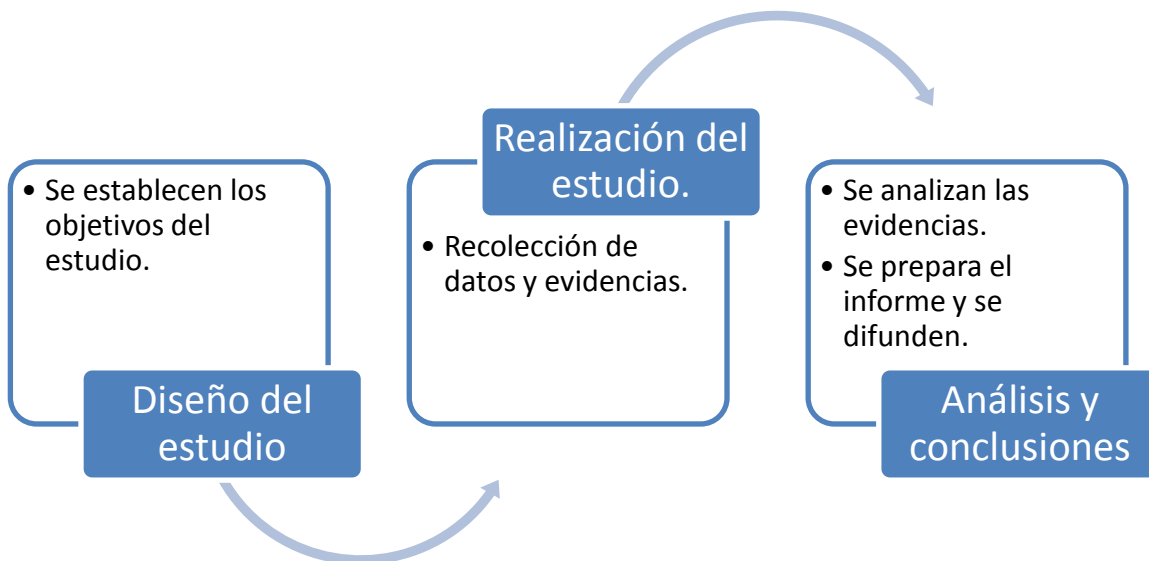 • Se establecen los
objetivos del
estudio.
Diseño del
estudio
Realización del
estudio.
• Recolección de
datos y evidencias.
• Se analizan las
evidencias.
• Se prepara el
informe y se
difunden.
Análisis y
conclusiones